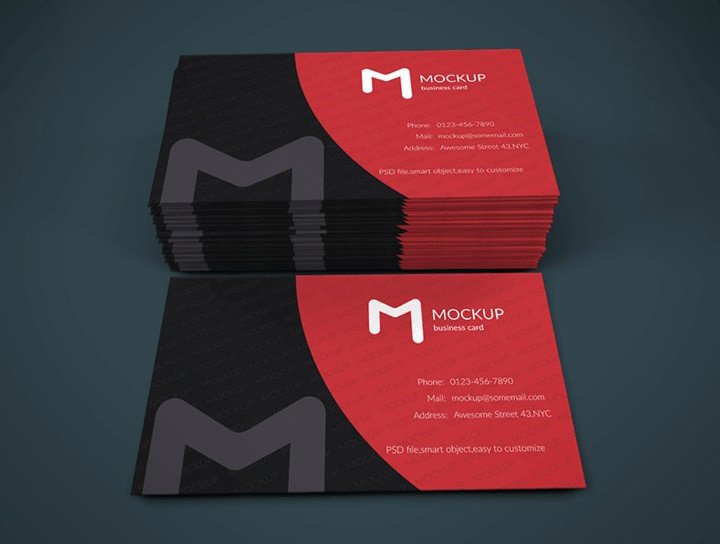 M MOCKUP
business card
Phone: 0123-456-7890
Mail: mockup@somemail.com
Address: Awesome Street 43,NYC
PSD file,smart object,easy to customize
M
M MOCKUP
business card
Phone: 0123-456-7890
Mail: mockup@somemail.com
Address: Awesome Street 43,NYC
PSD file,smart object,easy to customize
M